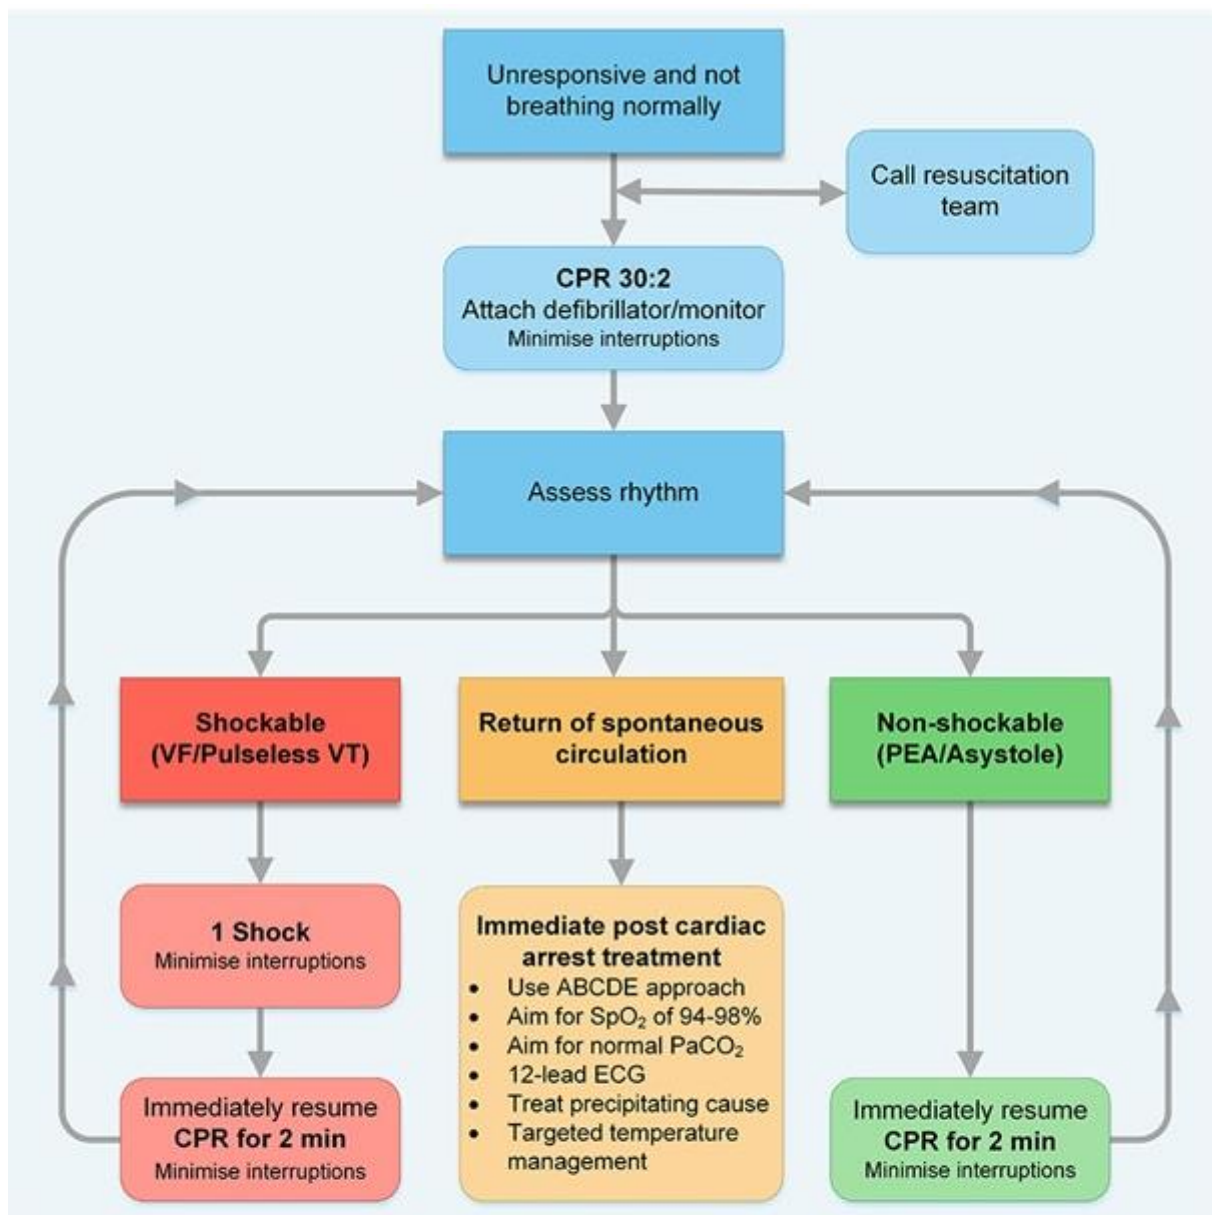 Unresponsive and not
breathing normally
Call resuscitation
team
CPR 30:2
Attach defibrillator/monitor
Minimise interruptions
Assess rhythm
Shockable
(VF/Pulseless VT)
Return of spontaneous
circulation
Non-shockable
(PEA/Asystole)
1 Shock
Minimise interruptions
Immediate post cardiac
arrest treatment
• Use ABCDE approach
• Aim for SpO₂ of 94-98%
• Aim for normal PaCO₂
• 12-lead ECG
• Treat precipitating cause
• Targeted temperature
management
Immediately resume
CPR for 2 min
Minimise interruptions
Immediately resume
CPR for 2 min
Minimise interruptions